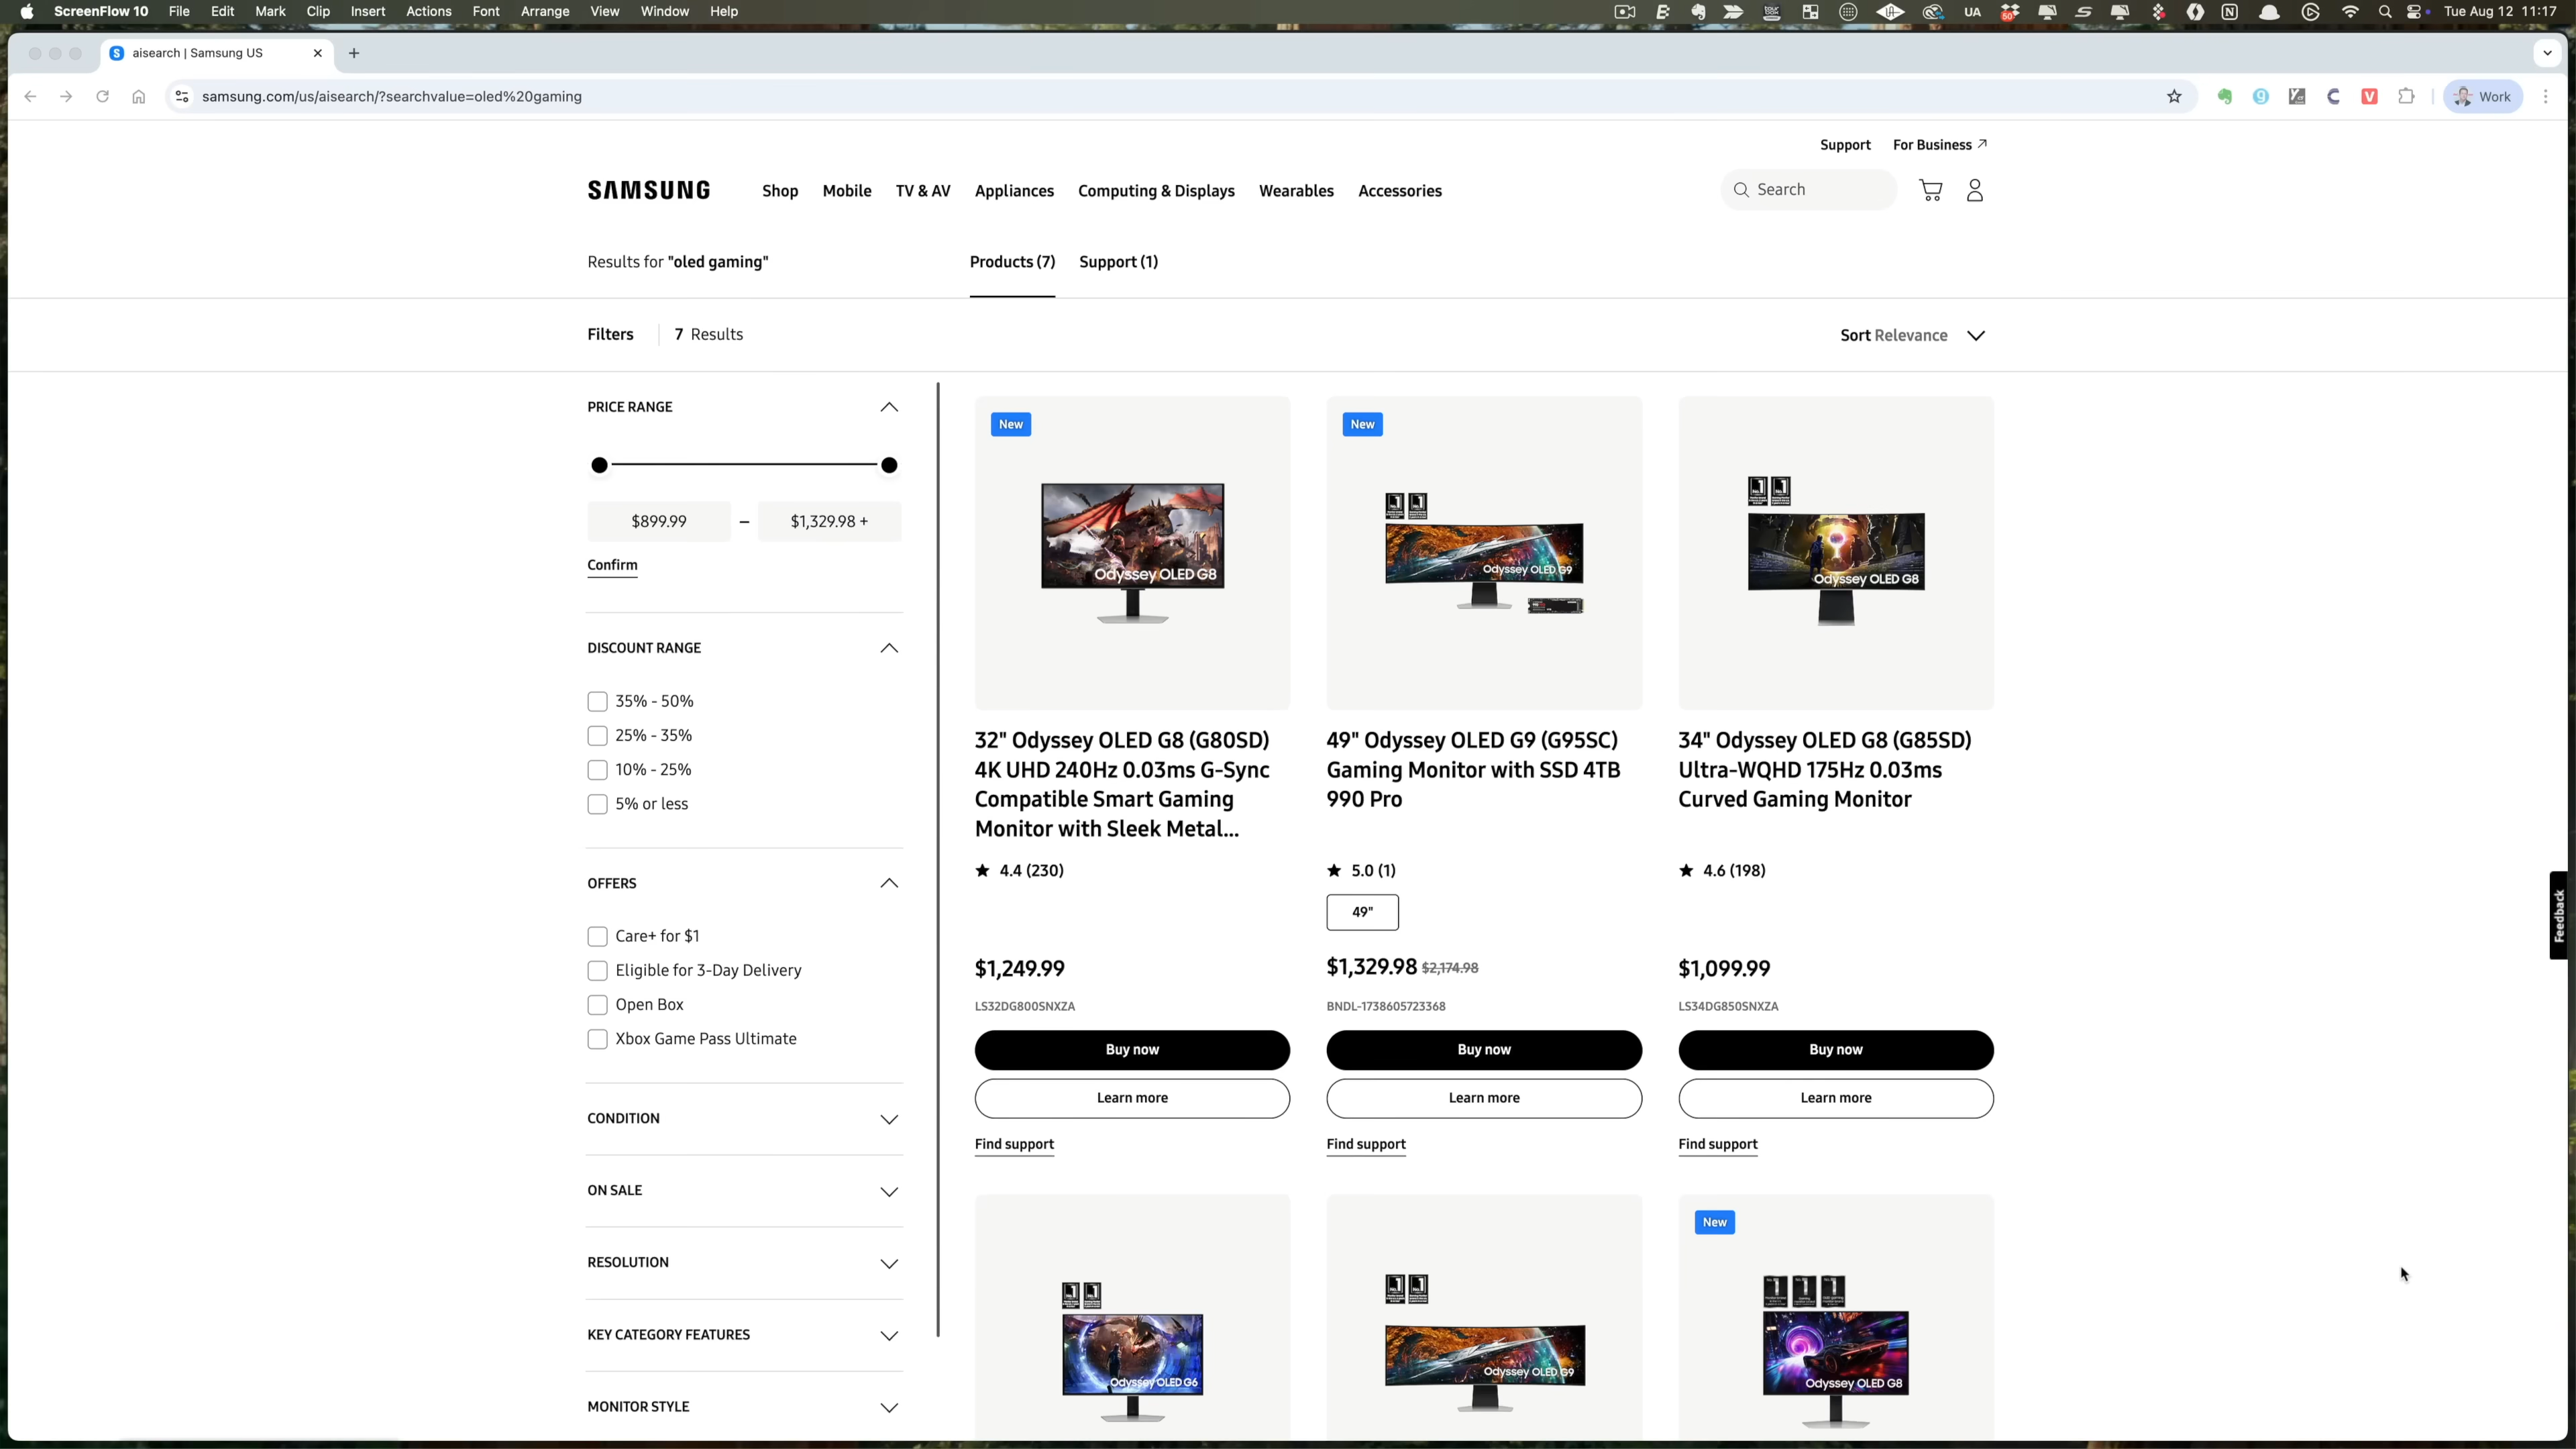 ScreenFlow 10 File Edit Mark Clip Insert Actions Font Arrange View Window Help
UA 50 Tue Aug 12 11:17
aisearch | Samsung US
samsung.com/us/aisearch/?searchvalue=oled%20gaming
Work
Support For Business
SAMSUNG Shop Mobile TV & AV Appliances Computing & Displays Wearables Accessories Search
Results for "oled gaming" Products (7) Support (1)
Filters 7 Results Sort Relevance
PRICE RANGE
$899.99 – $1,329.98 +
Confirm
DISCOUNT RANGE
35% - 50%
25% - 35%
10% - 25%
5% or less
OFFERS
Care+ for $1
Eligible for 3-Day Delivery
Open Box
Xbox Game Pass Ultimate
CONDITION
ON SALE
RESOLUTION
KEY CATEGORY FEATURES
MONITOR STYLE
New
Odyssey OLED G8
32" Odyssey OLED G8 (G80SD)
4K UHD 240Hz 0.03ms G-Sync
Compatible Smart Gaming
Monitor with Sleek Metal...
4.4 (230)
$1,249.99
LS32DG800SNXZA
Buy now
Learn more
Find support
New
Odyssey OLED G9
49" Odyssey OLED G9 (G95SC)
Gaming Monitor with SSD 4TB
990 Pro
5.0 (1)
49"
$1,329.98 $2,174.98
BNDL-1738605723368
Buy now
Learn more
Find support
Odyssey OLED G8
34" Odyssey OLED G8 (G85SD)
Ultra-WQHD 175Hz 0.03ms
Curved Gaming Monitor
4.6 (198)
$1,099.99
LS34DG850SNXZA
Buy now
Learn more
Find support
Odyssey OLED G6
Odyssey OLED G9
New
Odyssey OLED G8
Feedback